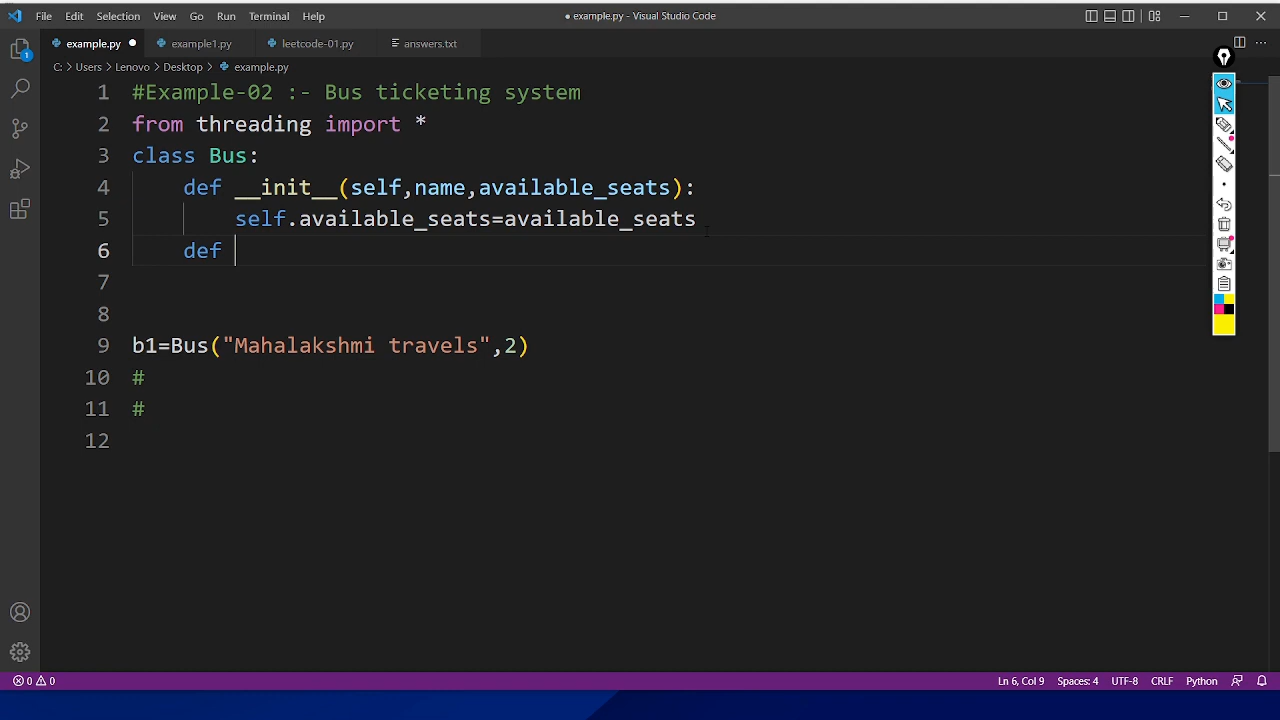 File Edit Selection View Go Run Terminal Help ● example.py - Visual Studio Code
example.py ● example1.py leetcode-01.py answers.txt
C: > Users > Lenovo > Desktop > example.py
1 #Example-02 :- Bus ticketing system
2 from threading import *
3 class Bus:
4 def __init__(self,name,available_seats):
5 self.available_seats=available_seats
6 def
7
8
9 b1=Bus("Mahalakshmi travels",2)
10 #
11 #
12
1
0 0 Ln 6, Col 9 Spaces: 4 UTF-8 CRLF Python